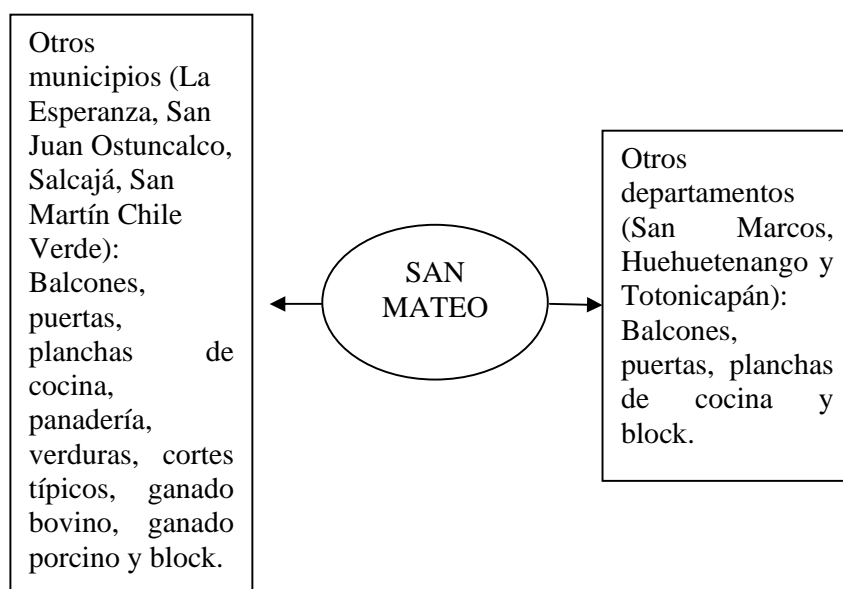 Otros
municipios (La
Esperanza, San
Juan Ostuncalco,
Salcajá, San
Martín Chile
Verde):
Balcones,
puertas,
planchas de
cocina,
panadería,
verduras, cortes
típicos, ganado
bovino, ganado
porcino y block.
SAN
MATEO
Otros
departamentos
(San Marcos,
Huehuetenango y
Totonicapán):
Balcones,
puertas, planchas
de cocina y
block.